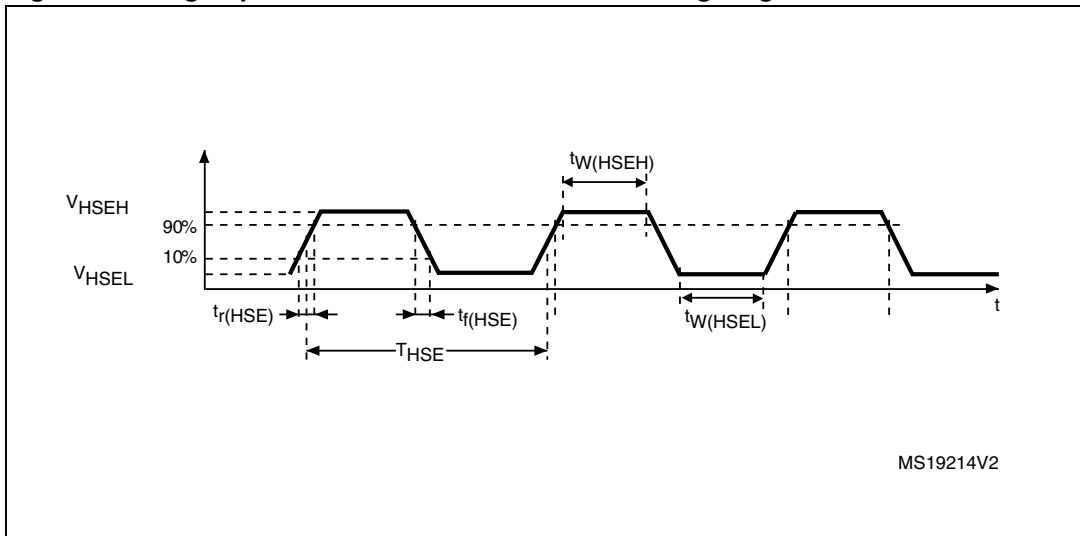 tW(HSEH)
VHSEH
90%
10%
VHSEL
tr(HSE)
tf(HSE)
tW(HSEL)
t
THSE
MS19214V2